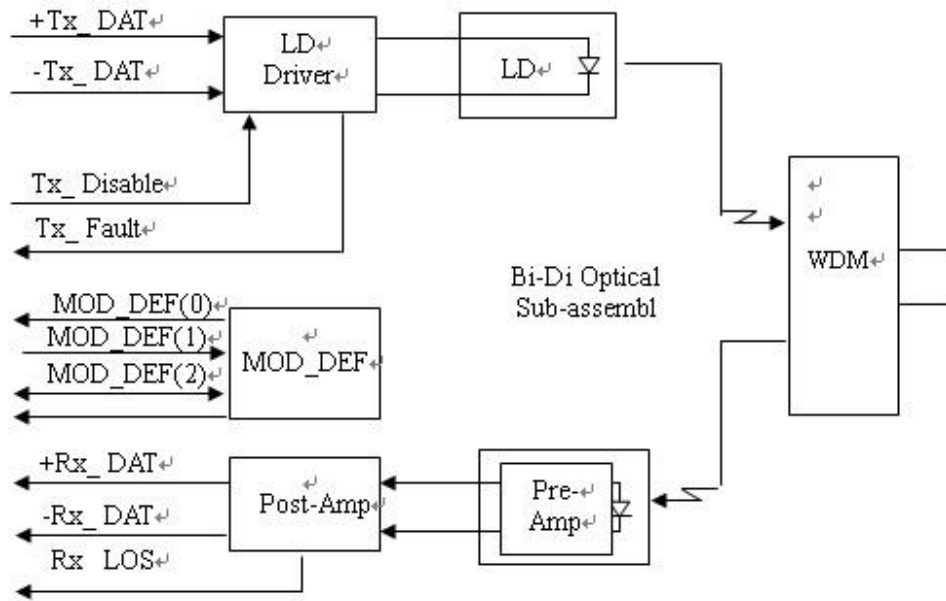 +Tx_ DAT↵
-Tx_ DAT↵
LD↵
Driver↵
LD↵
Tx_ Disable↵
Tx_ Fault↵
↵
↵
WDM↵
Bi-Di Optical
Sub-assembl
MOD_DEF(0)↵
MOD_DEF(1)↵
MOD_DEF(2)↵
↵
MOD_DEF↵
+Rx_ DAT↵
-Rx_ DAT↵
Rx LOS↵
↵
Post-Amp↵
Pre-↵
Amp↵